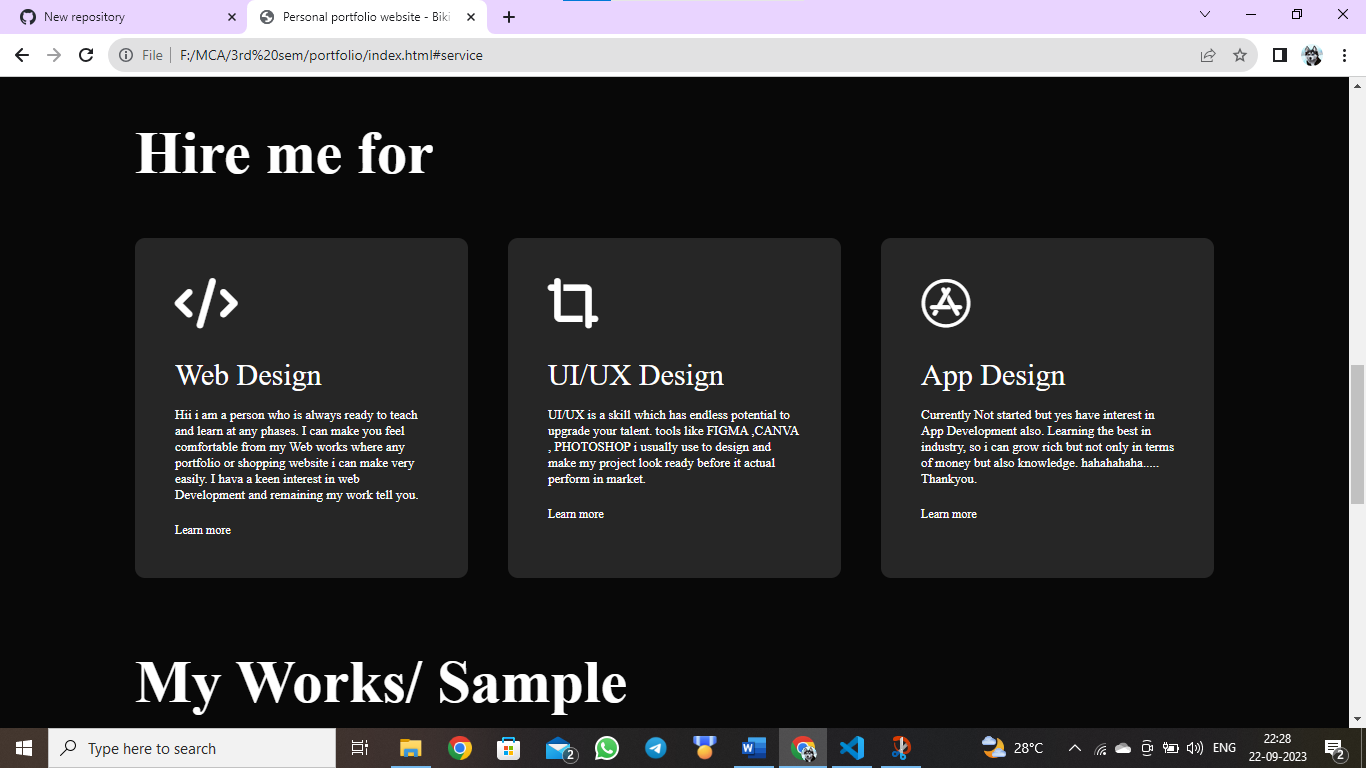 New repository
Personal portfolio website - Biki
File
F:/MCA/3rd%20sem/portfolio/index.html#service
Hire me for
Web Design
Hii i am a person who is always ready to teach
and learn at any phases. I can make you feel
comfortable from my Web works where any
portfolio or shopping website i can make very
easily. I hava a keen interest in web
Development and remaining my work tell you.
Learn more
UI/UX Design
UI/UX is a skill which has endless potential to
upgrade your talent. tools like FIGMA ,CANVA
, PHOTOSHOP i usually use to design and
make my project look ready before it actual
perform in market.
Learn more
App Design
Currently Not started but yes have interest in
App Development also. Learning the best in
industry, so i can grow rich but not only in terms
of money but also knowledge. hahahahaha.....
Thankyou.
Learn more
My Works/ Sample
Type here to search
2
W
28°C
ENG
22:28
22-09-2023
2